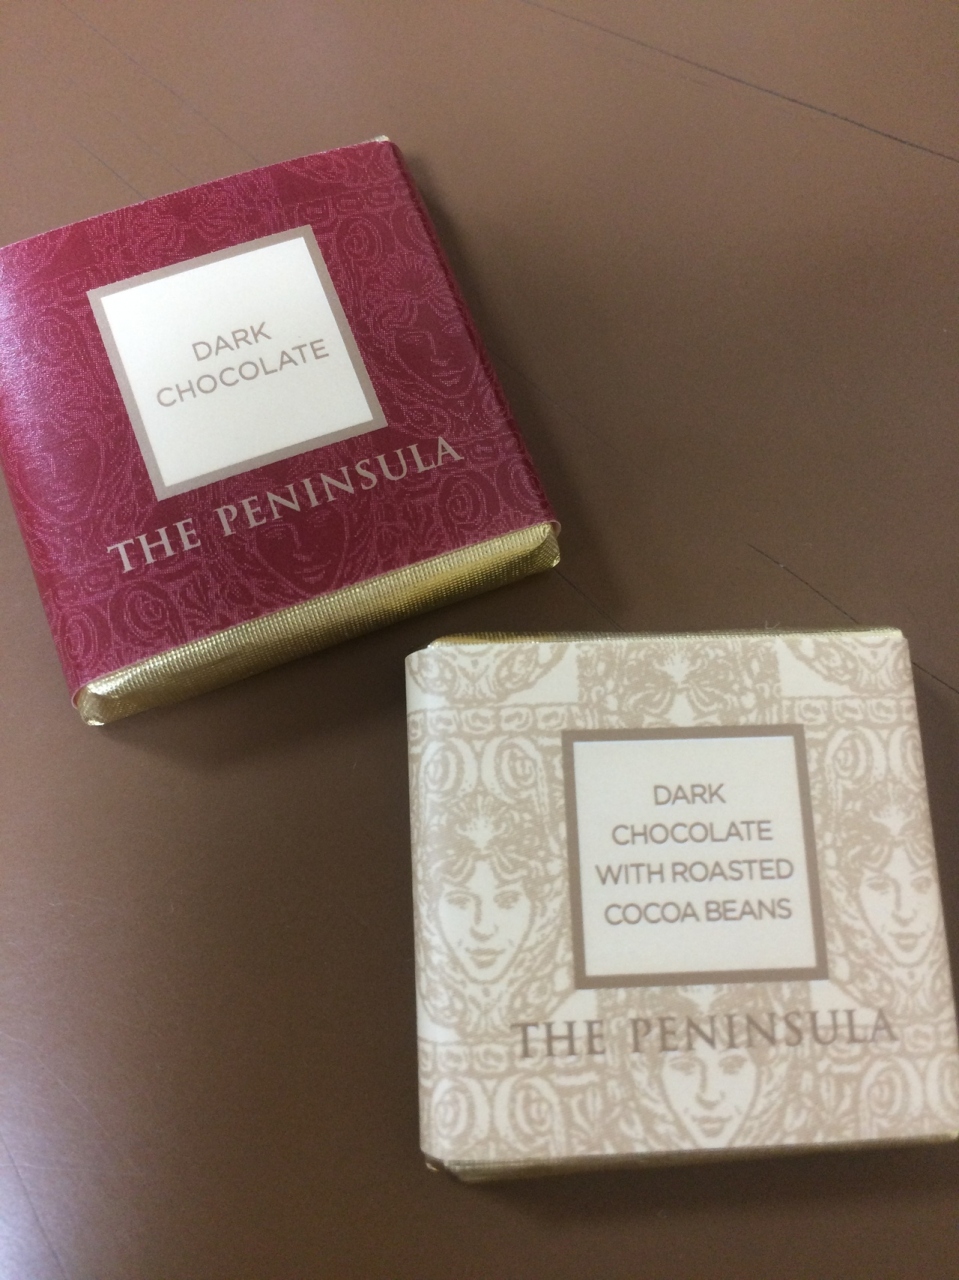 DARK
CHOCOLATE
THE PENINSULA
DARK
CHOCOLATE
WITH ROASTED
COCOA BEANS
THE PENINSULA